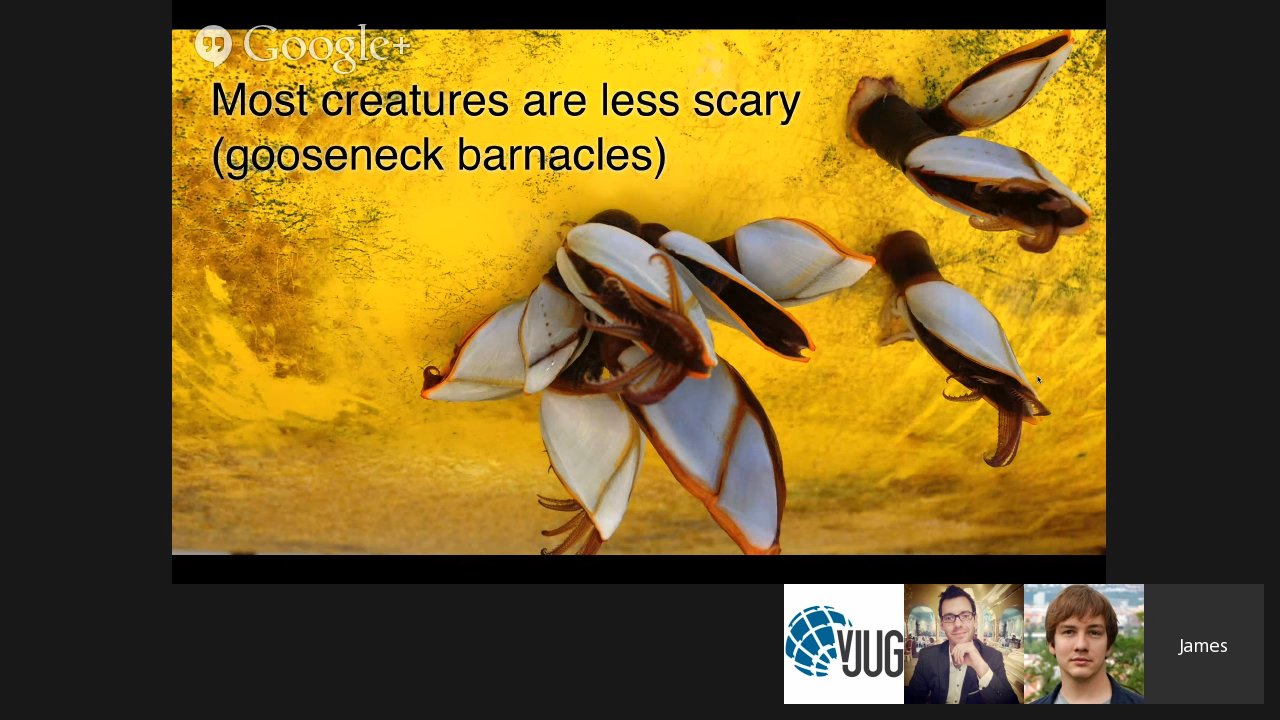 Google+
Most creatures are less scary
(gooseneck barnacles)
vJUG
James